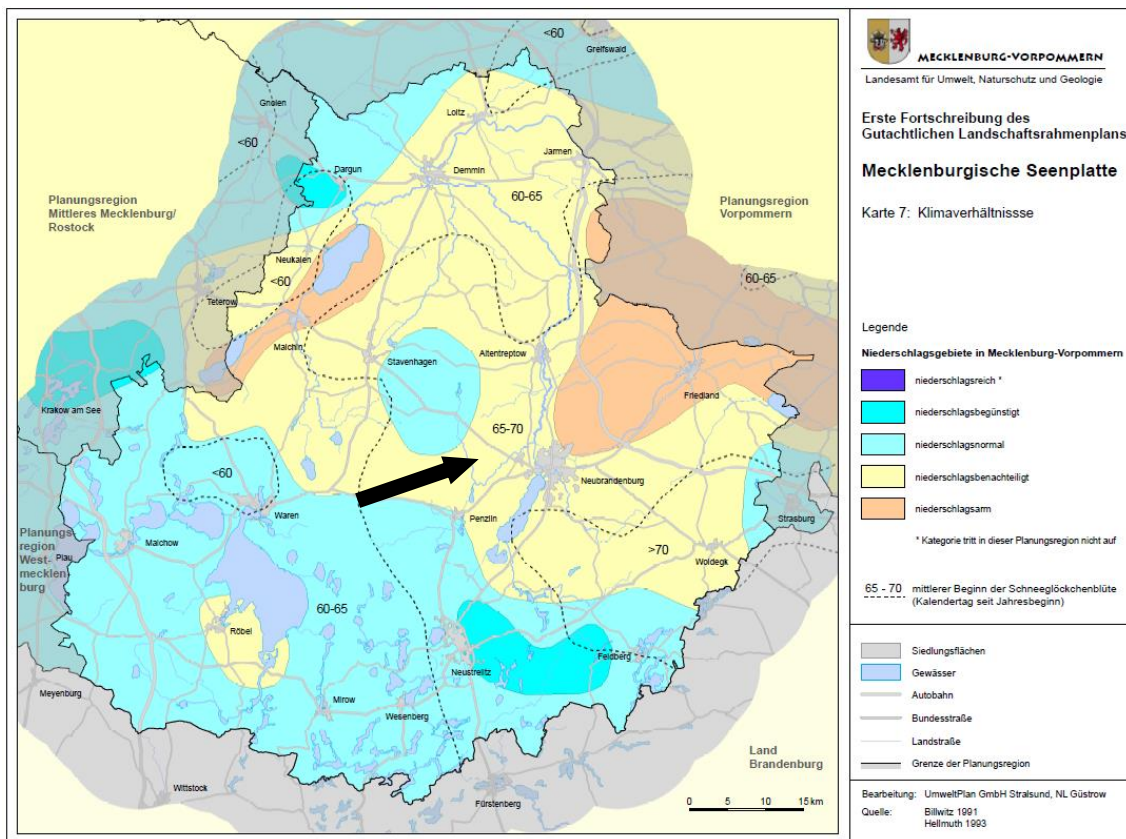 <60
Greifswald
Gnoien
<60
Loitz
Jarmen
Dargun
Demmin
60-65
Planungsregion
Mittleres Mecklenburg/
Rostock
Planungsregion
Vorpommern
Neukalen
<60
60-65
Teterow
Malchin
Stavenhagen
Altentreptow
Friedland
Krakow am See
65-70
<60
Neubrandenburg
Waren
Penzlin
Strasburg
Malchow
Planungs
region
West-
mecklen-
burg
Plau
>70
Woldegk
60-65
Röbel
Feldberg
Neustrelitz
Meyenburg
Mirow
Wesenberg
Land
Brandenburg
Wittstock
Fürstenberg
0 5 10 15 km
MECKLENBURG-VORPOMMERN
Landesamt für Umwelt, Naturschutz und Geologie
Erste Fortschreibung des
Gutachtlichen Landschaftsrahmenplans
Mecklenburgische Seenplatte
Karte 7: Klimaverhältnissse
Legende
Niederschlagsgebiete in Mecklenburg-Vorpommern
niederschlagsreich *
niederschlagsbegünstigt
niederschlagsnormal
niederschlagsbenachteiligt
niederschlagsarm
* Kategorie tritt in dieser Planungsregion nicht auf
65 - 70 mittlerer Beginn der Schneeglöckchenblüte
(Kalendertag seit Jahresbeginn)
Siedlungsflächen
Gewässer
Autobahn
Bundesstraße
Landstraße
Grenze der Planungsregion
Bearbeitung: UmweltPlan GmbH Stralsund, NL Güstrow
Quelle: Billwitz 1991
Hellmuth 1993